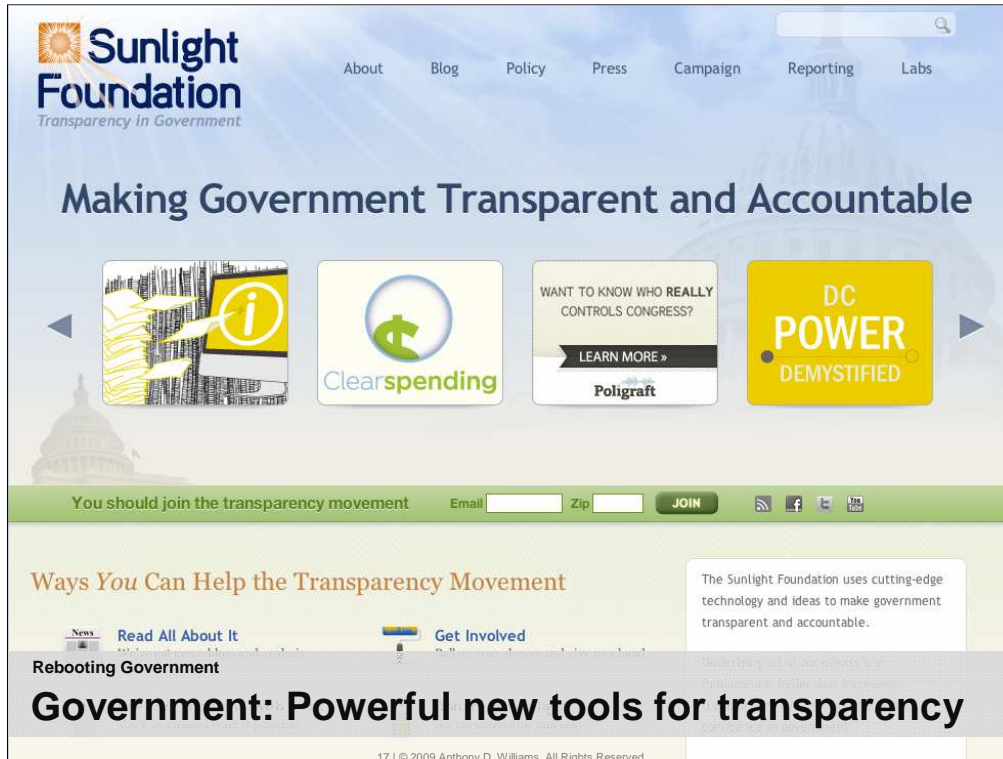 Sunlight
Foundation
Transparency in Government
About Blog Policy Press Campaign Reporting Labs
Making Government Transparent and Accountable
i
Clearspending
WANT TO KNOW WHO REALLY
CONTROLS CONGRESS?
LEARN MORE »
Poligraft
DC
POWER
DEMYSTIFIED
You should join the transparency movement Email Zip JOIN
You
Tube
Ways You Can Help the Transparency Movement
The Sunlight Foundation uses cutting-edge
technology and ideas to make government
transparent and accountable.
News
Read All About It
Get Involved
Rebooting Government
Government: Powerful new tools for transparency
17 | © 2009 Anthony D. Williams. All Rights Reserved